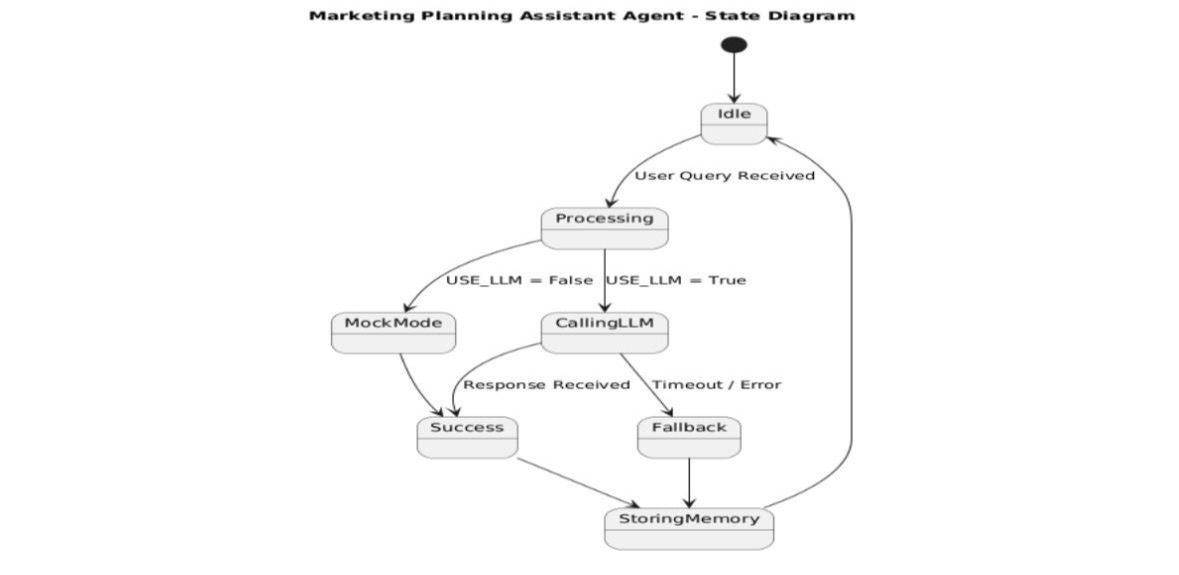 Marketing Planning Assistant Agent - State Diagram
Idle
User Query Received
Processing
USE_LLM = False
USE_LLM = True
MockMode
CallingLLM
Response Received
Timeout / Error
Success
Fallback
StoringMemory